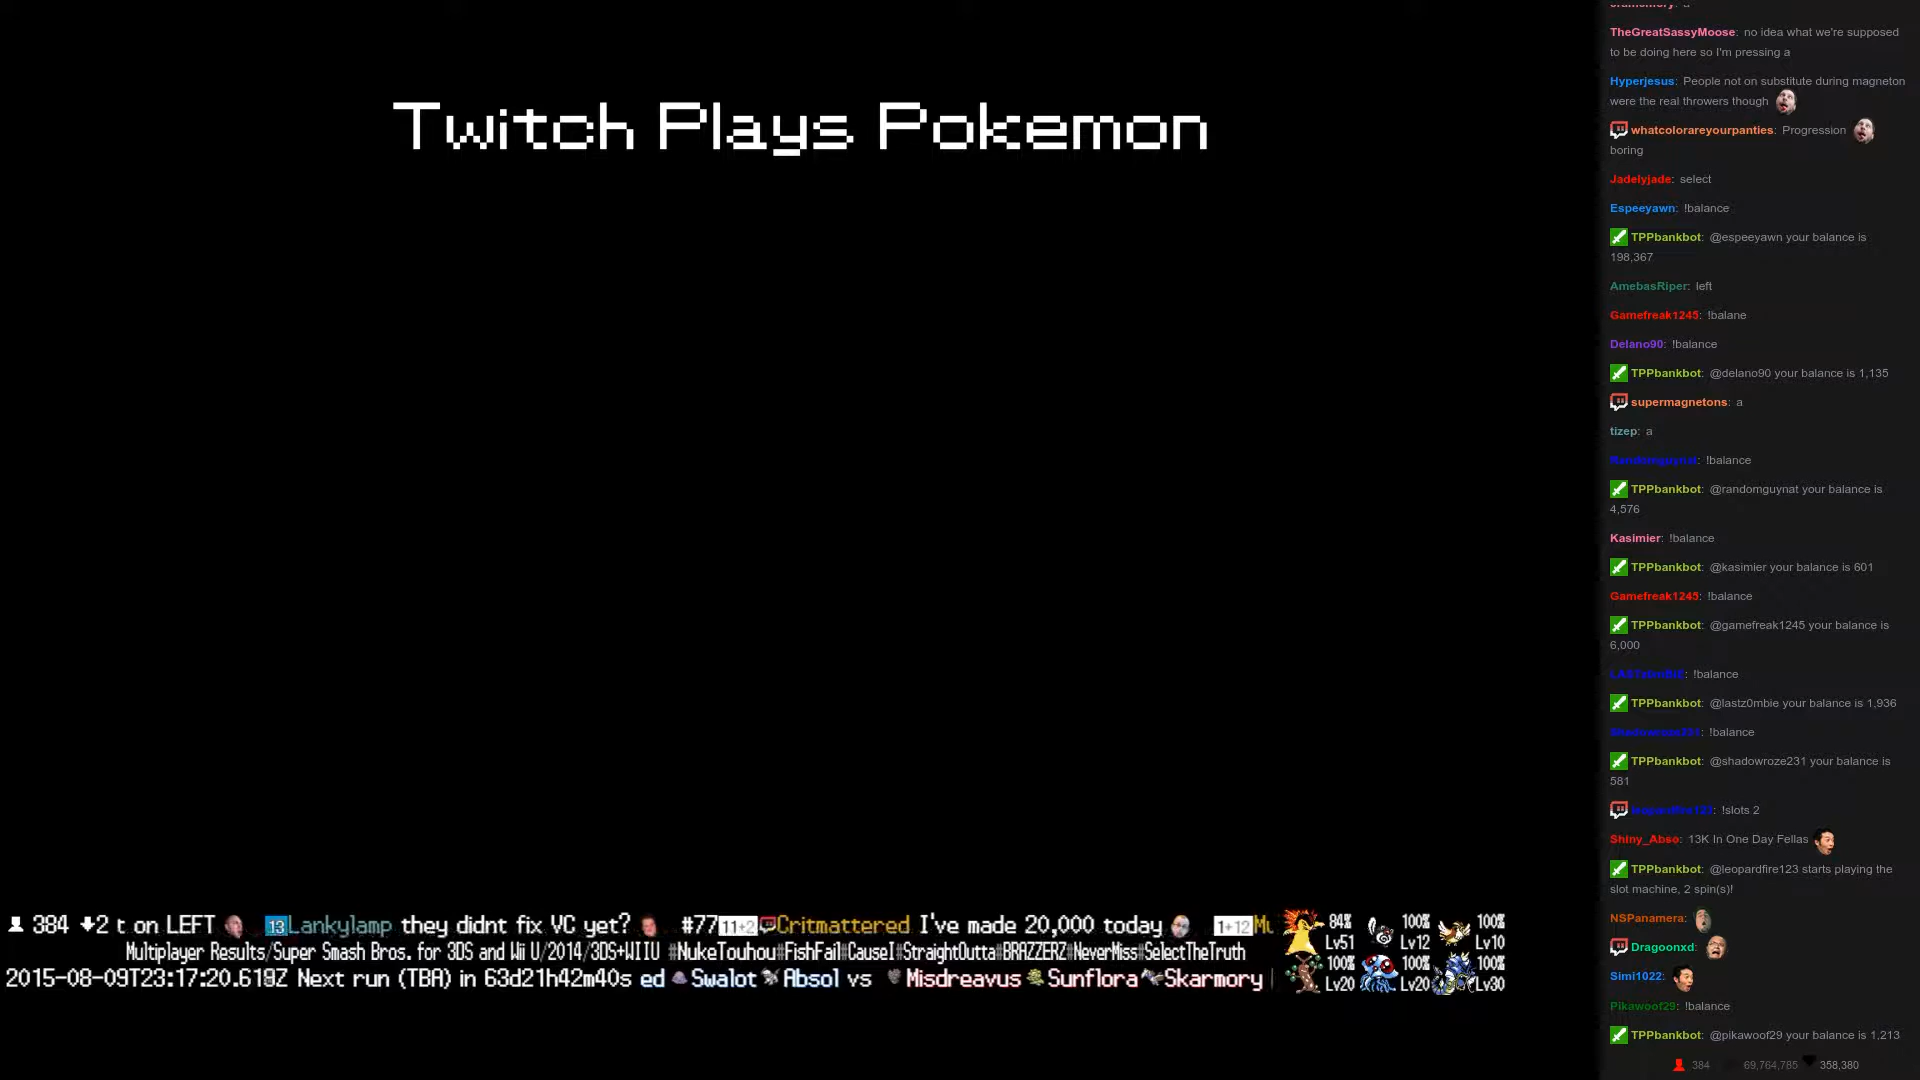 Twitch Plays Pokemon
384 2 t on LEFT 13 Lankylamp they didnt fix VC yet? #77 11+2 Critmattered I've made 20,000 today 1+12
Multiplayer Results/Super Smash Bros. for 3DS and Wii U/2014/3DS+WIIU #NukeTouhou#FishFail#CauseI#StraightOutta#BRAZZERZ#NeverMiss#SelectTheTruth
Next run (TBA) in 63d21h42m40s ed Swalot Absol vs Misdreavus Sunflora Skarmory
84% 100% 100%
Lv51 Lv12 Lv10
100% 100% 100%
Lv20 Lv20 Lv30
TheGreatSassyMoose: no idea what we're supposed
to be doing here so I'm pressing a
Hyperjesus: People not on substitute during magneton
were the real throwers though
whatcolorareyourpanties: Progression
boring
Jadelyjade: select
Espeeyawn: !balance
TPPbankbot: @espeeyawn your balance is
198,367
AmebasRiper: left
Gamefreak1245: !balane
Delano90: !balance
TPPbankbot: @delano90 your balance is 1,135
supermagnetons: a
tizep: a
Randomguynat: !balance
TPPbankbot: @randomguynat your balance is
4,576
Kasimier: !balance
TPPbankbot: @kasimier your balance is 601
Gamefreak1245: !balance
TPPbankbot: @gamefreak1245 your balance is
6,000
!balance
TPPbankbot: @lastz0mbie your balance is 1,936
Shadowroze231: !balance
TPPbankbot: @shadowroze231 your balance is
581
leopardfire123: !slots 2
Shiny_Abso: 13K In One Day Fellas
TPPbankbot: @leopardfire123 starts playing the
slot machine, 2 spin(s)!
NSPanamera:
Dragoonxd:
Simi1022:
Pikawoof29: !balance
TPPbankbot: @pikawoof29 your balance is 1,213
384 69,764,785 358,380